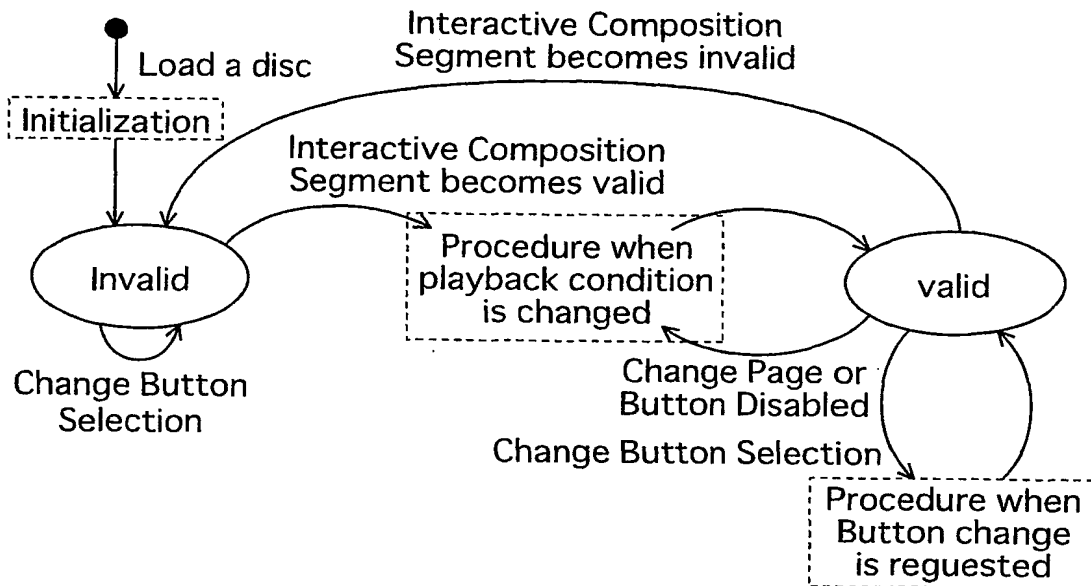 Interactive Composition
Segment becomes invalid
Load a disc
Initialization
Interactive Composition
Segment becomes valid
Invalid
Procedure when
playback condition
is changed
valid
Change Button
Selection
Change Page or
Button Disabled
Change Button Selection
Procedure when
Button change
is reguested